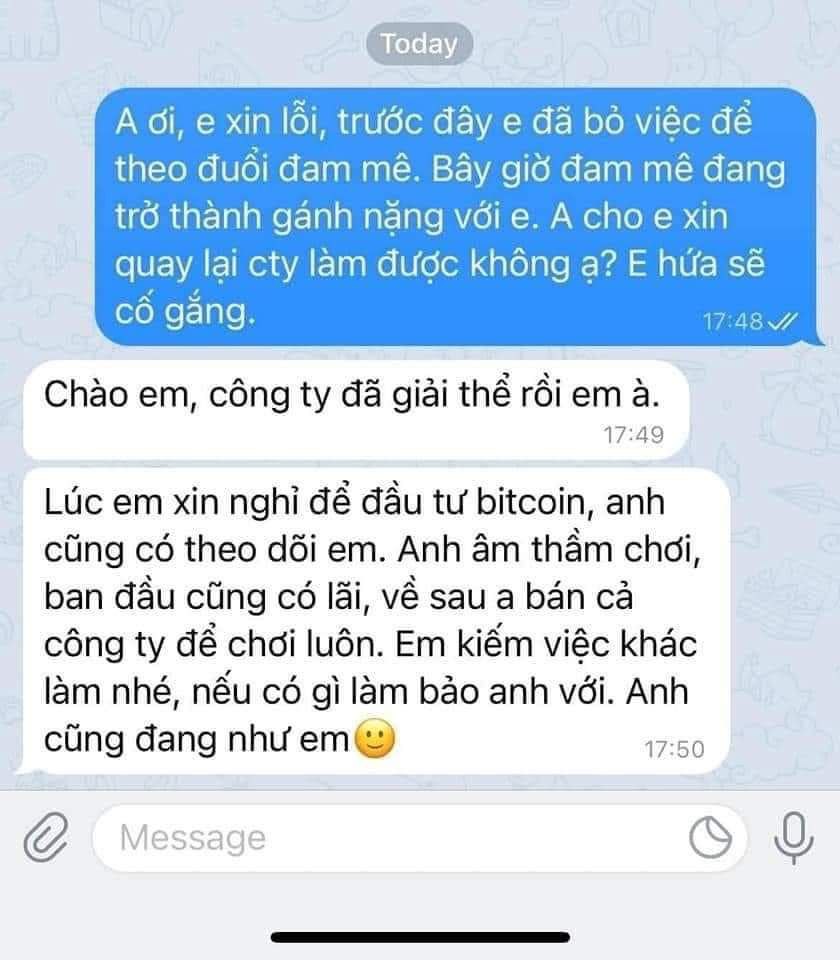 Today
A ơi, e xin lỗi, trước đây e đã bỏ việc để
theo đuổi đam mê. Bây giờ đam mê đang
trở thành gánh nặng với e. A cho e xin
quay lại cty làm được không ạ? E hứa sẽ
cố gắng.
17:48
Chào em, công ty đã giải thể rồi em à.
17:49
Lúc em xin nghỉ để đầu tư bitcoin, anh
cũng có theo dõi em. Anh âm thầm chơi,
ban đầu cũng có lãi, về sau a bán cả
công ty để chơi luôn. Em kiếm việc khác
làm nhé, nếu có gì làm bảo anh với. Anh
cũng đang như em🙂
17:50
Message